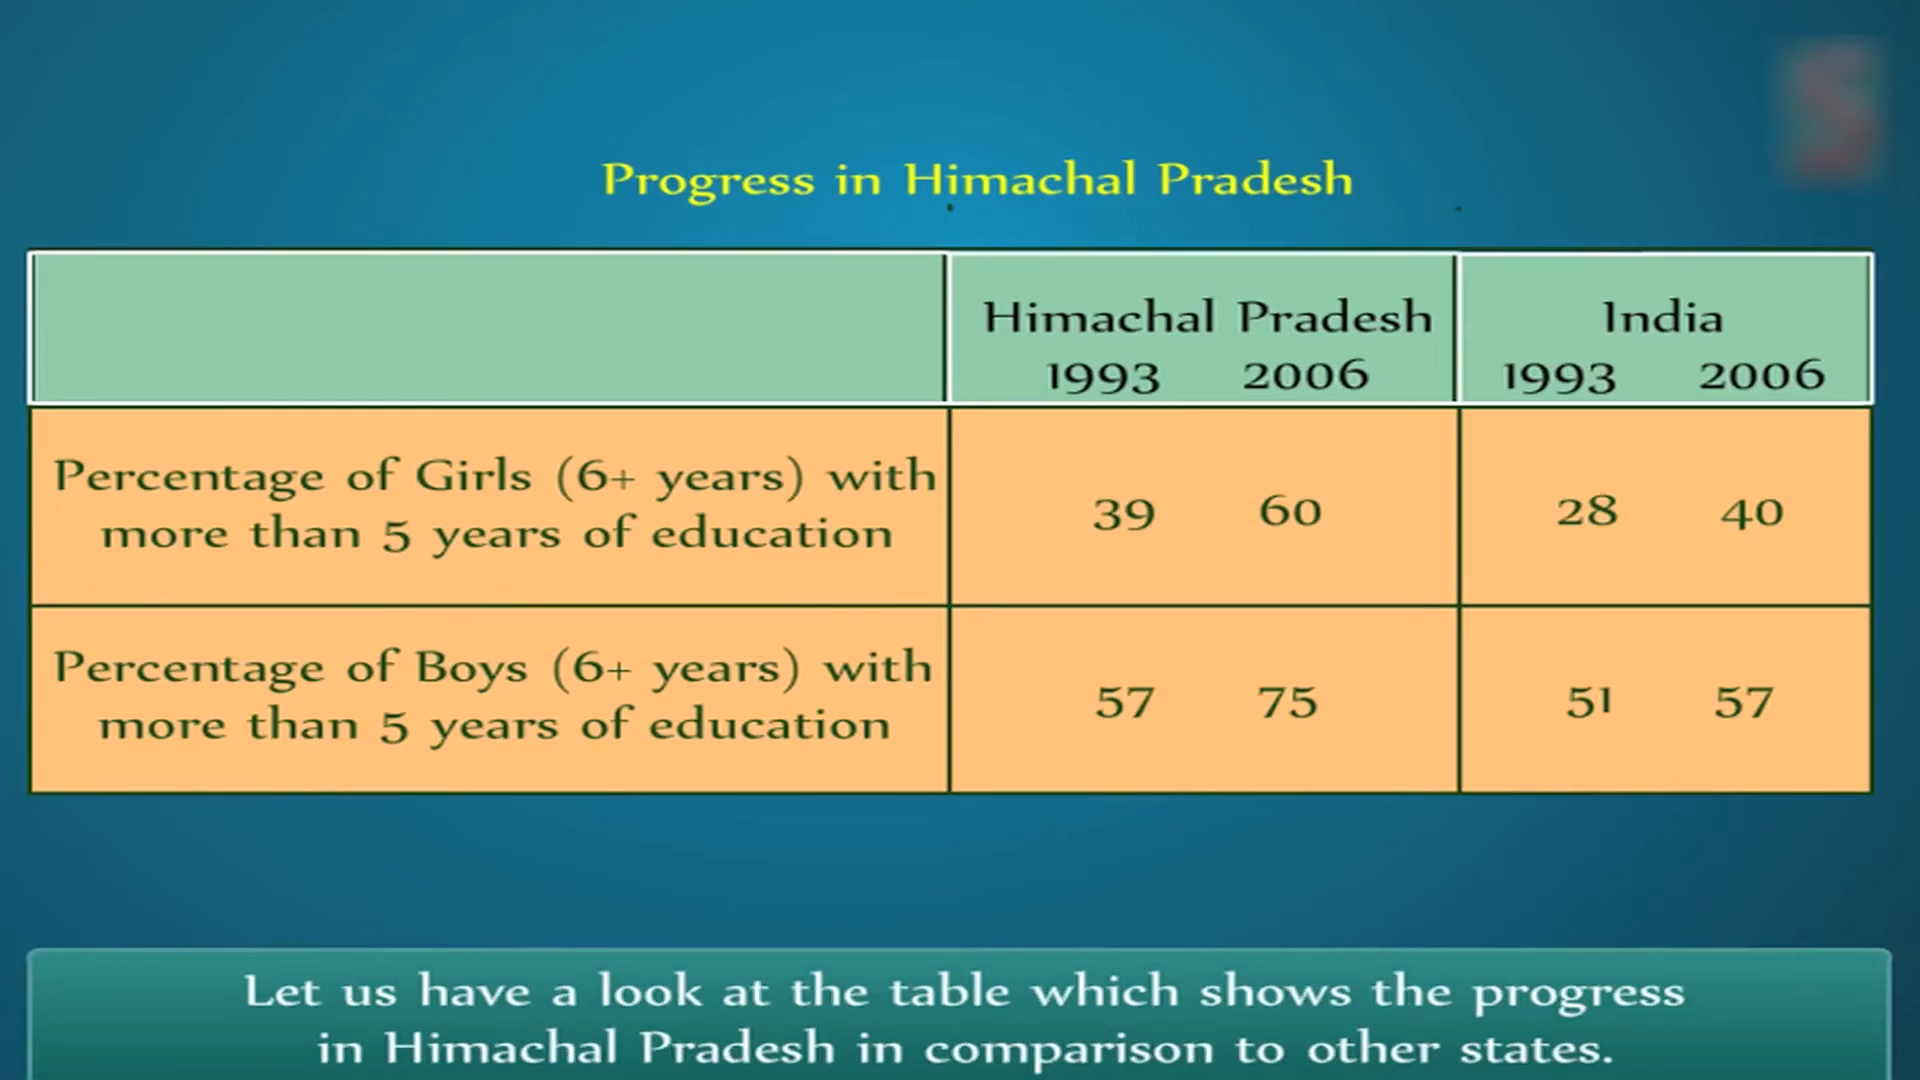 Progress in Himachal Pradesh
Himachal Pradesh India
1993 2006 1993 2006
Percentage of Girls (6+ years) with
more than 5 years of education
39 60 28 40
Percentage of Boys (6+ years) with
more than 5 years of education
57 75 51 57
Let us have a look at the table which shows the progress
in Himachal Pradesh in comparison to other states.